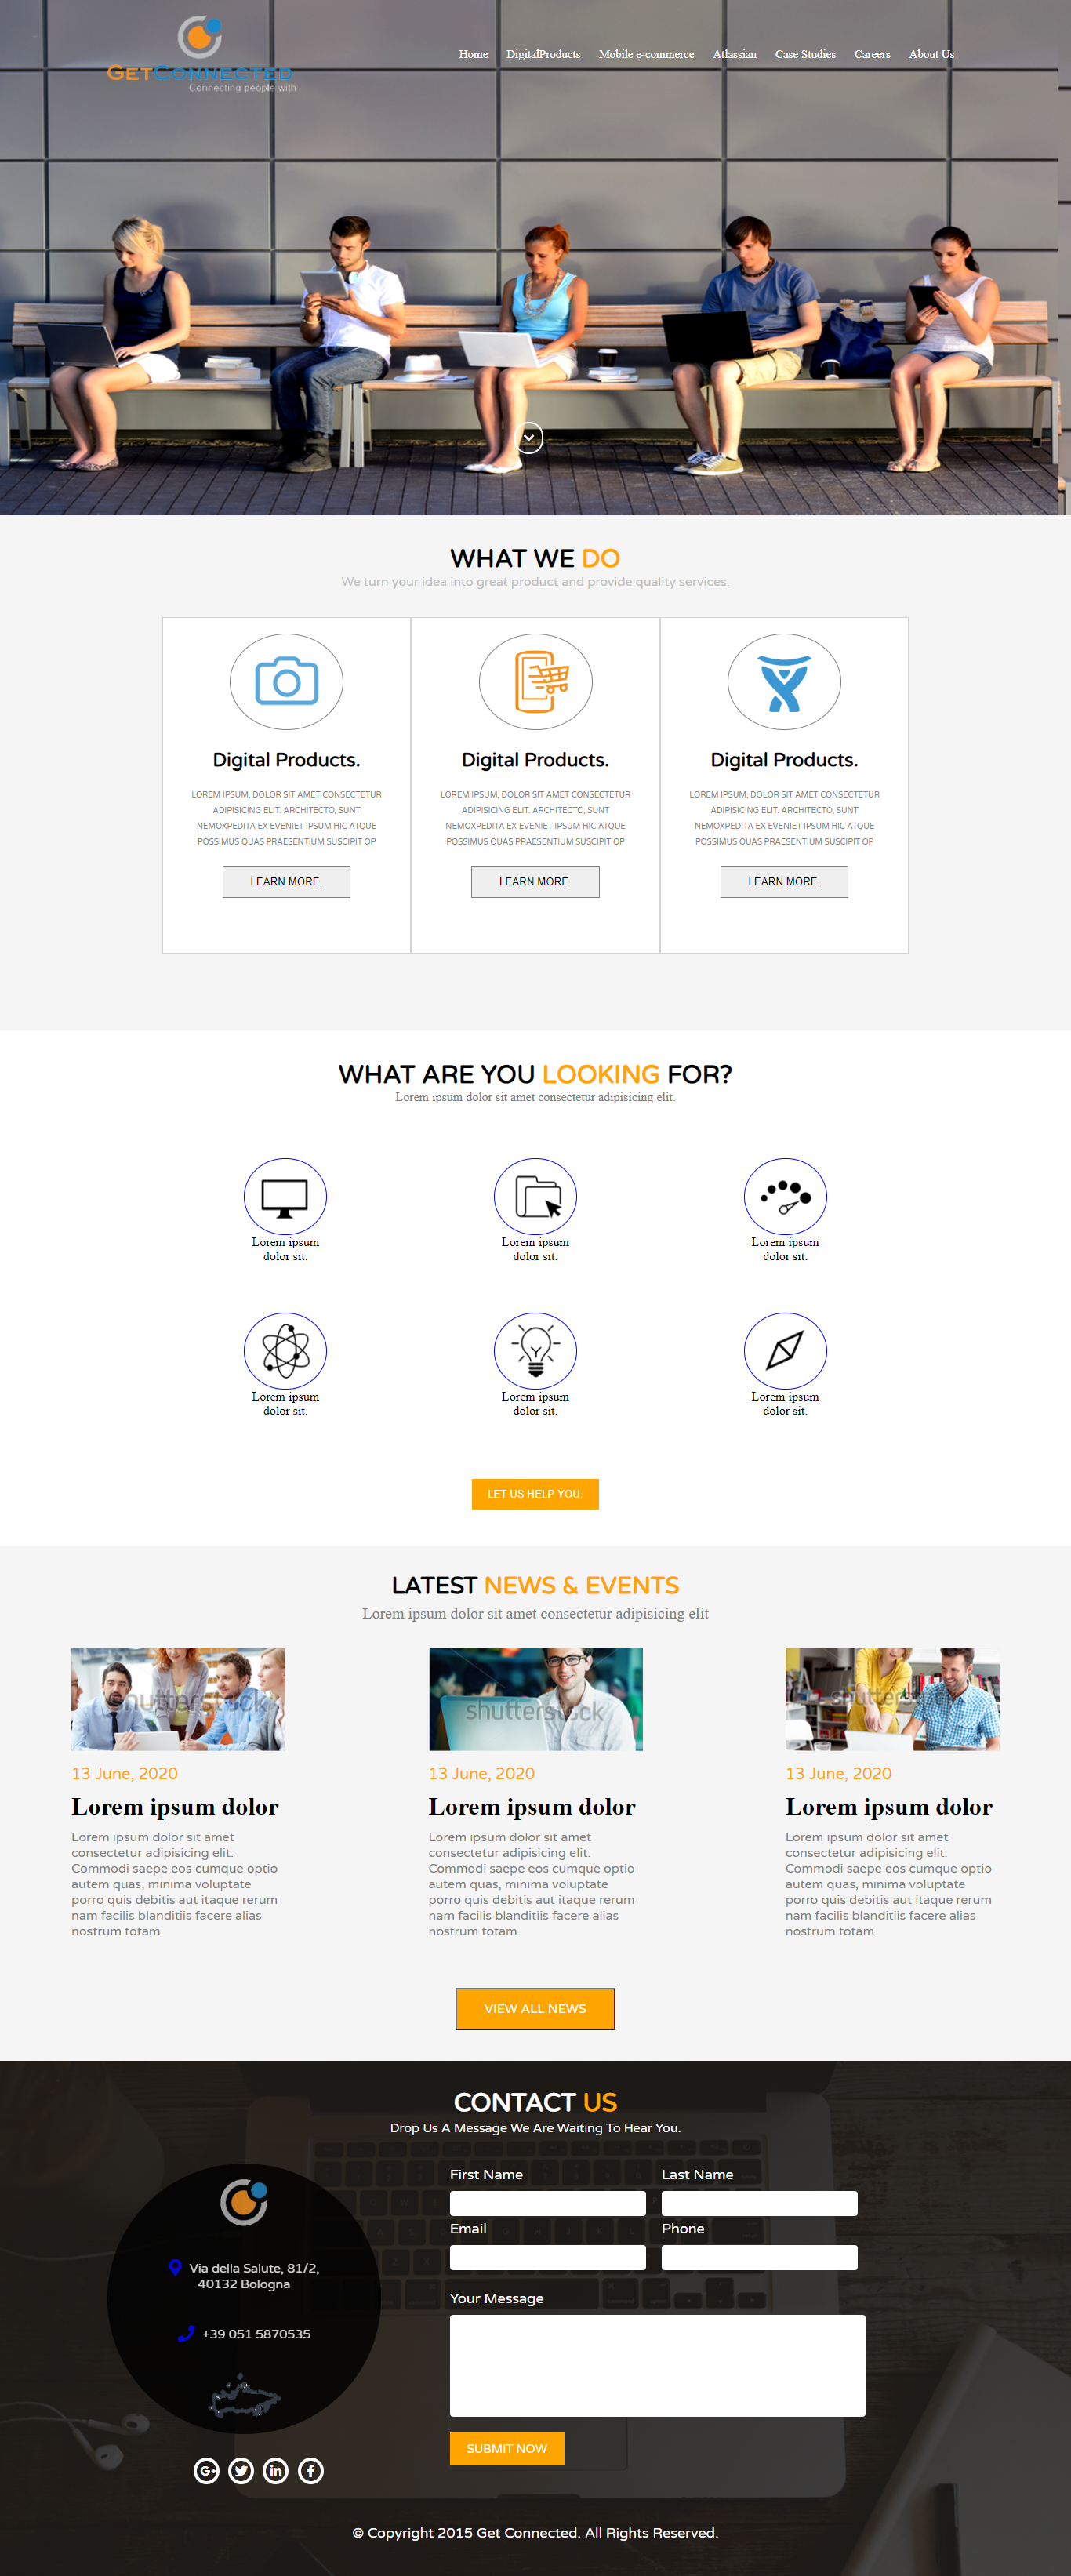 GETCONNECTED
Connecting people with
Home DigitalProducts Mobile e-commerce Atlassian Case Studies Careers About Us
WHAT WE DO
We turn your idea into great product and provide quality services.
Digital Products.
LOREM IPSUM, DOLOR SIT AMET CONSECTETUR
ADIPISICING ELIT. ARCHITECTO, SUNT
NEMOXPEDITA EX EVENIET IPSUM HIC ATQUE
POSSIMUS QUAS PRAESENTIUM SUSCIPIT OP
LEARN MORE.
Digital Products.
LOREM IPSUM, DOLOR SIT AMET CONSECTETUR
ADIPISICING ELIT. ARCHITECTO, SUNT
NEMOXPEDITA EX EVENIET IPSUM HIC ATQUE
POSSIMUS QUAS PRAESENTIUM SUSCIPIT OP
LEARN MORE.
Digital Products.
LOREM IPSUM, DOLOR SIT AMET CONSECTETUR
ADIPISICING ELIT. ARCHITECTO, SUNT
NEMOXPEDITA EX EVENIET IPSUM HIC ATQUE
POSSIMUS QUAS PRAESENTIUM SUSCIPIT OP
LEARN MORE.
WHAT ARE YOU LOOKING FOR?
Lorem ipsum dolor sit amet consectetur adipisicing elit.
Lorem ipsum
dolor sit.
Lorem ipsum
dolor sit.
Lorem ipsum
dolor sit.
Lorem ipsum
dolor sit.
Lorem ipsum
dolor sit.
Lorem ipsum
dolor sit.
LET US HELP YOU.
LATEST NEWS & EVENTS
Lorem ipsum dolor sit amet consectetur adipisicing elit
shutterstock
13 June, 2020
Lorem ipsum dolor
Lorem ipsum dolor sit amet
consectetur adipisicing elit.
Commodi saepe eos cumque optio
autem quas, minima voluptate
porro quis debitis aut itaque rerum
nam facilis blanditiis facere alias
nostrum totam.
shutterstock
13 June, 2020
Lorem ipsum dolor
Lorem ipsum dolor sit amet
consectetur adipisicing elit.
Commodi saepe eos cumque optio
autem quas, minima voluptate
porro quis debitis aut itaque rerum
nam facilis blanditiis facere alias
nostrum totam.
13 June, 2020
Lorem ipsum dolor
Lorem ipsum dolor sit amet
consectetur adipisicing elit.
Commodi saepe eos cumque optio
autem quas, minima voluptate
porro quis debitis aut itaque rerum
nam facilis blanditiis facere alias
nostrum totam.
VIEW ALL NEWS
CONTACT US
Drop Us A Message We Are Waiting To Hear You.
Via della Salute, 81/2,
40132 Bologna
+39 051 5870535
First Name Last Name
Email Phone
Your Message
SUBMIT NOW
© Copyright 2015 Get Connected. All Rights Reserved.